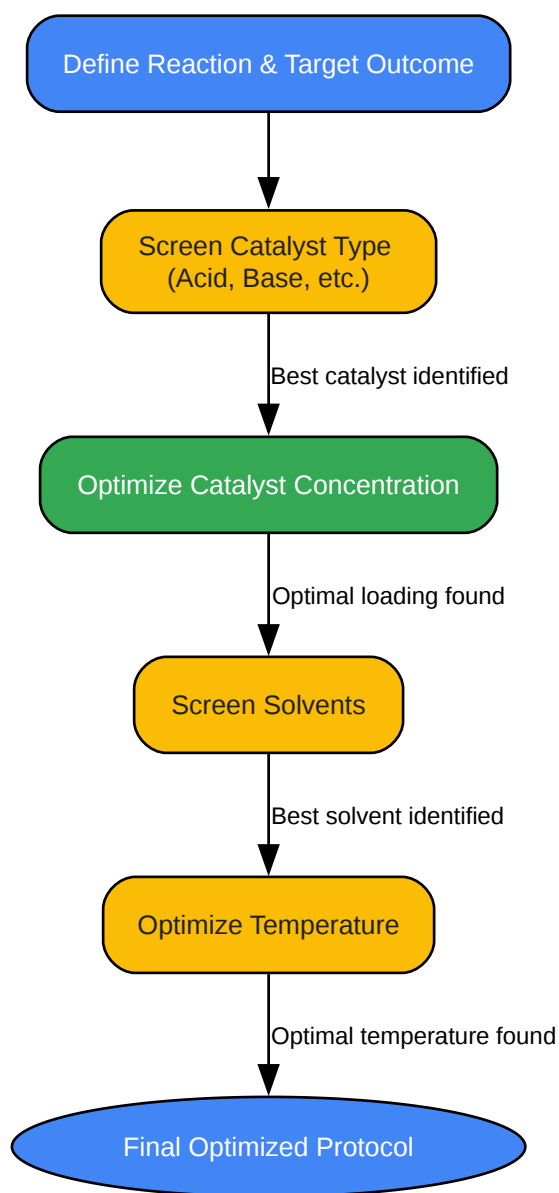 Define Reaction & Target Outcome
Screen Catalyst Type
(Acid, Base, etc.)
Best catalyst identified
Optimize Catalyst Concentration
Optimal loading found
Screen Solvents
Best solvent identified
Optimize Temperature
Optimal temperature found
Final Optimized Protocol